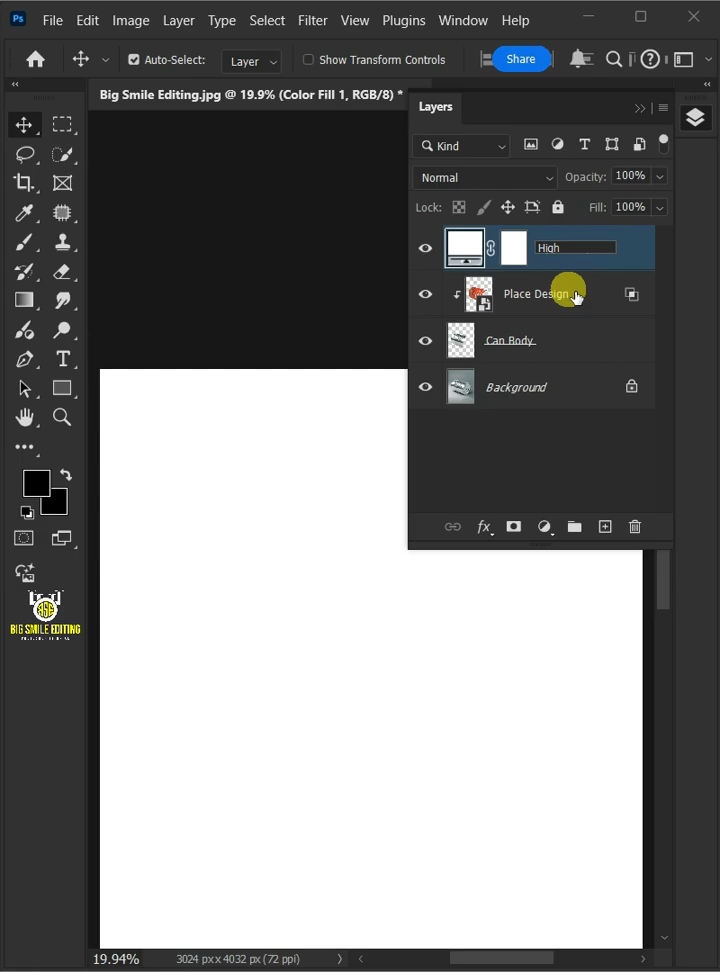 Ps File Edit Image Layer Type Select Filter View Plugins Window Help
Auto-Select: Layer Show Transform Controls Share
Big Smile Editing.jpg @ 19.9% (Color Fill 1, RGB/8) *
Layers
Kind
Normal Opacity: 100%
Lock: Fill: 100%
High
Place Design
Can Body
Background
fx
BSE
BIG SMILE EDITING
19.94% 3024 px x 4032 px (72 ppi)